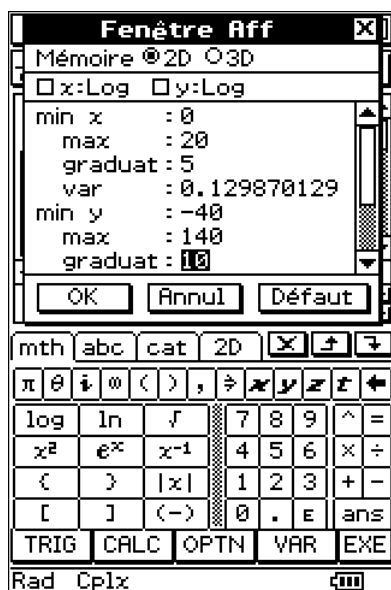 Fenêtre Aff X
Mémoire 2D 3D
x:Log y:Log
min x :0
max :20
graduat :5
var :0.129870129
min y :-40
max :140
graduat :10
OK Annul Défaut
mth abc cat 2D
π θ i ∞ ( ) , ⇒ x y z t ←
log ln √ 7 8 9 ^ =
x² eˣ x⁻¹ 4 5 6 × ÷
( ) |x| 1 2 3 + −
[ ] (−) 0 . E ans
TRIG CALC OPTN VAR EXE
Rad Cplx